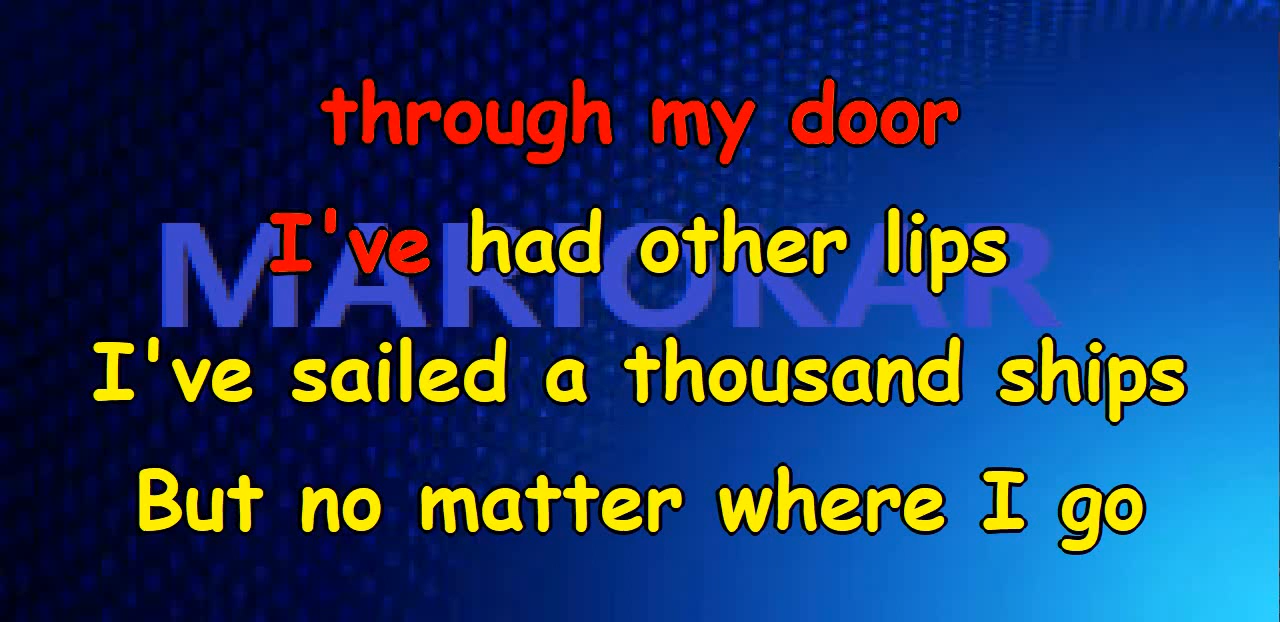 through my door
I've had other lips
MARIOKAR
I've sailed a thousand ships
But no matter where I go